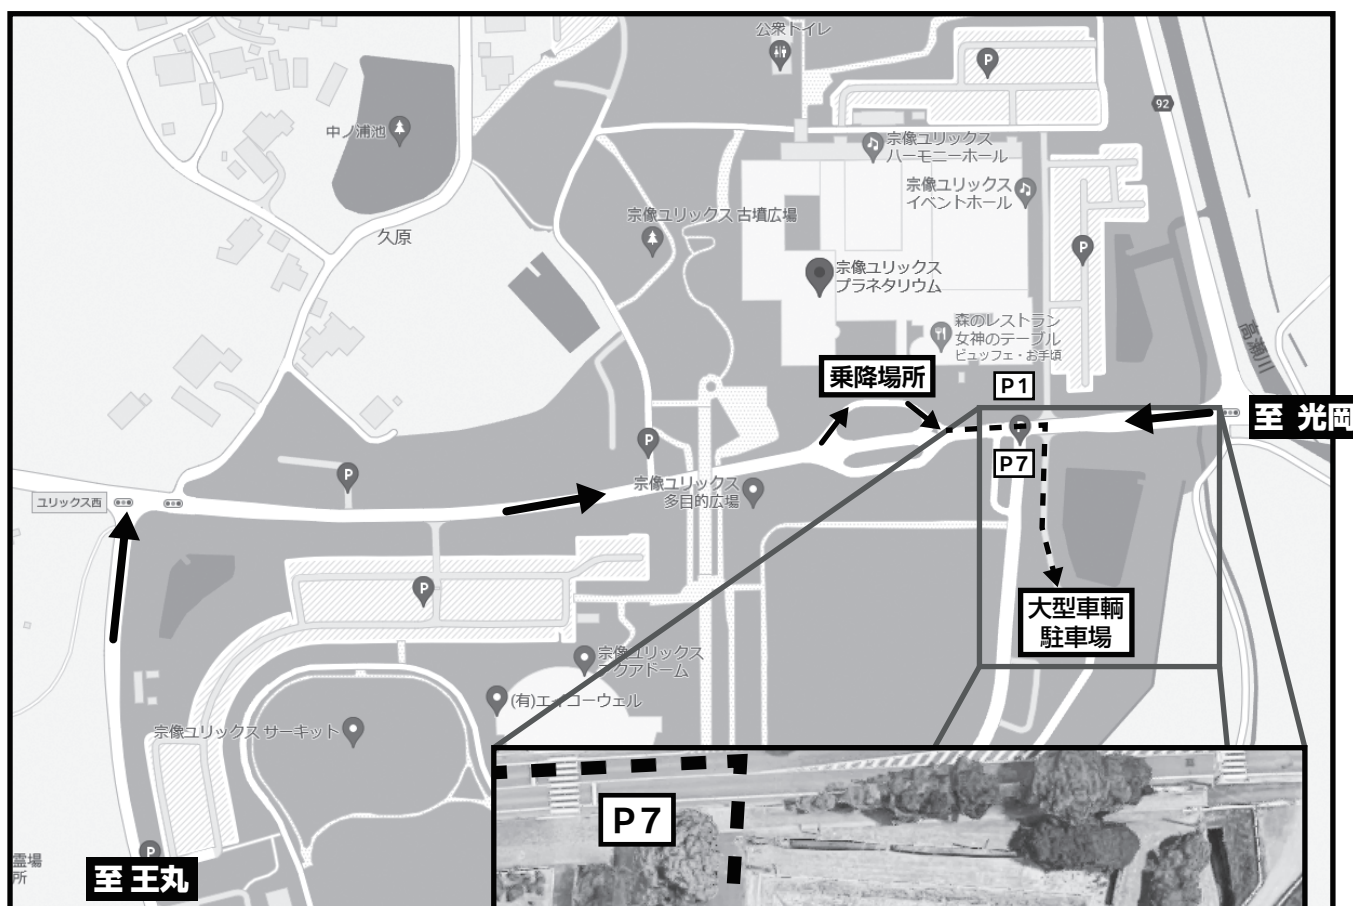 公衆トイレ
P
92
中ノ浦池
宗像ユリックス
ハーモニーホール
宗像ユリックス
イベントホール
宗像ユリックス 古墳広場
久原
P
宗像ユリックス
プラネタリウム
森のレストラン
女神のテーブル
ビュッフェ・お手頃
高瀬川
乗降場所
P1
至 光岡
P
P
P7
P
宗像ユリックス
多目的広場
ユリックス西
P
大型車輌
駐車場
宗像ユリックス
アクアドーム
(有)エイコーウェル
宗像ユリックス サーキット
P7
P
霊場
所
至 王丸